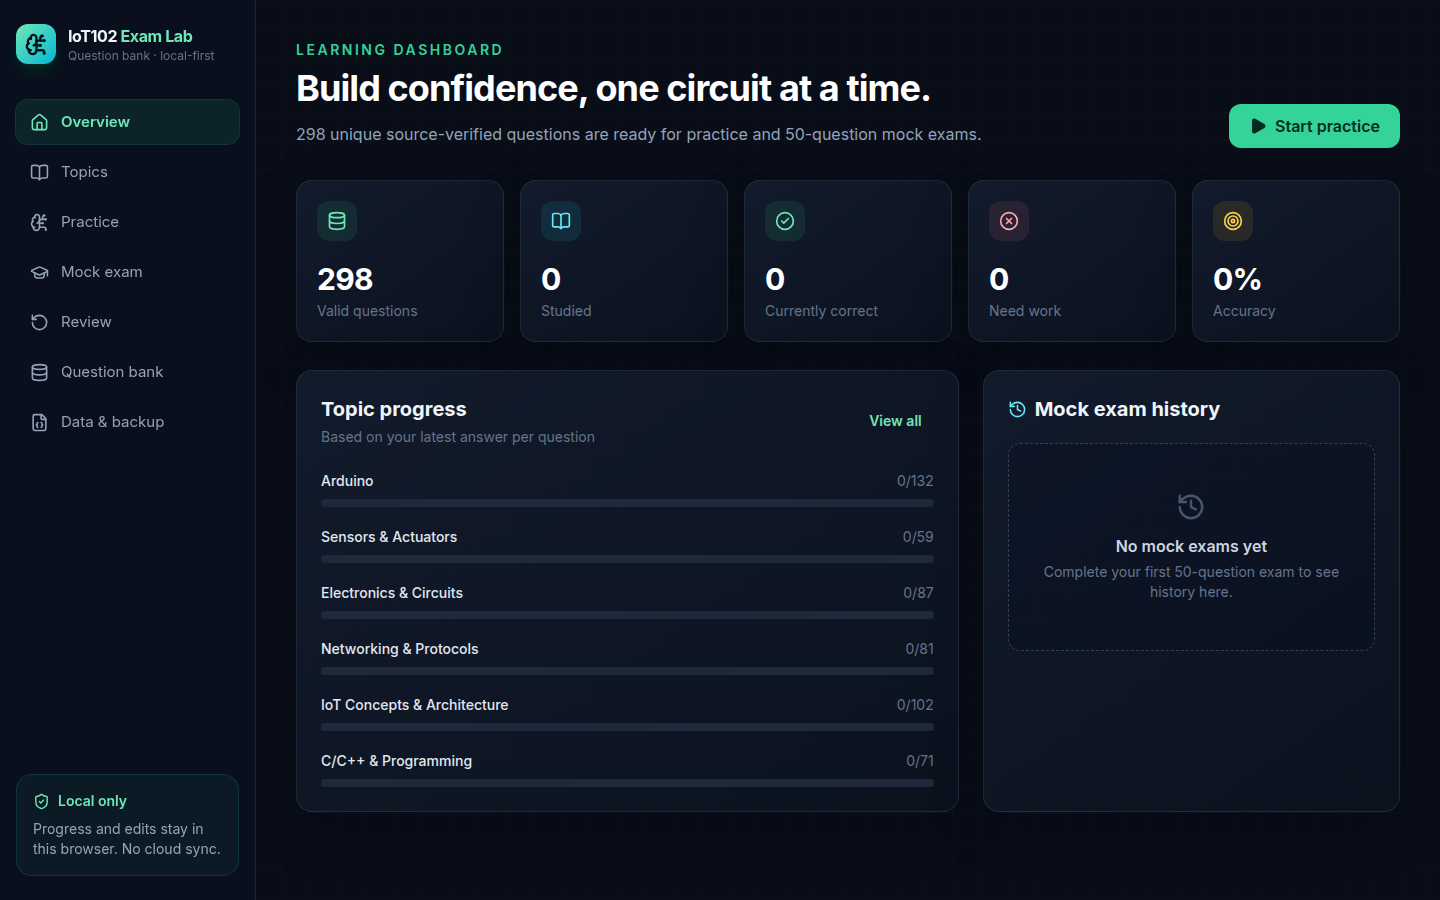 IoT102 Exam Lab
Question bank · local-first
Overview
Topics
Practice
Mock exam
Review
Question bank
Data & backup
Local only
Progress and edits stay in
this browser. No cloud sync.
LEARNING DASHBOARD
Build confidence, one circuit at a time.
298 unique source-verified questions are ready for practice and 50-question mock exams.
Start practice
298
Valid questions
0
Studied
0
Currently correct
0
Need work
0%
Accuracy
Topic progress
Based on your latest answer per question
View all
Arduino 0/132
Sensors & Actuators 0/59
Electronics & Circuits 0/87
Networking & Protocols 0/81
IoT Concepts & Architecture 0/102
C/C++ & Programming 0/71
Mock exam history
No mock exams yet
Complete your first 50-question exam to see
history here.